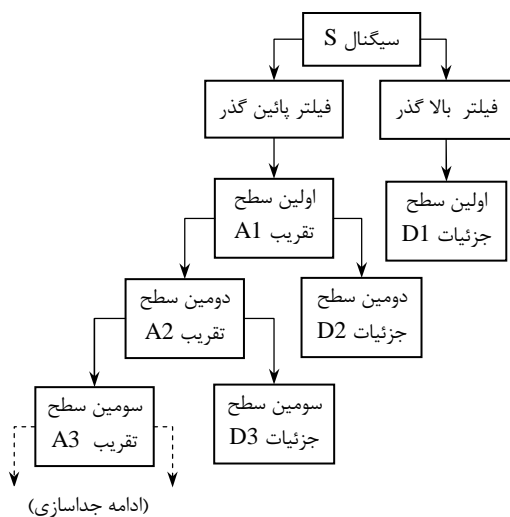 سیگنال S
فیلتر بالا گذر
فیلتر پائین گذر
اولین سطح
جزئیات D1
اولین سطح
تقریب A1
دومین سطح
جزئیات D2
دومین سطح
تقریب A2
سومین سطح
جزئیات D3
سومین سطح
تقریب A3
(ادامه جداسازی)